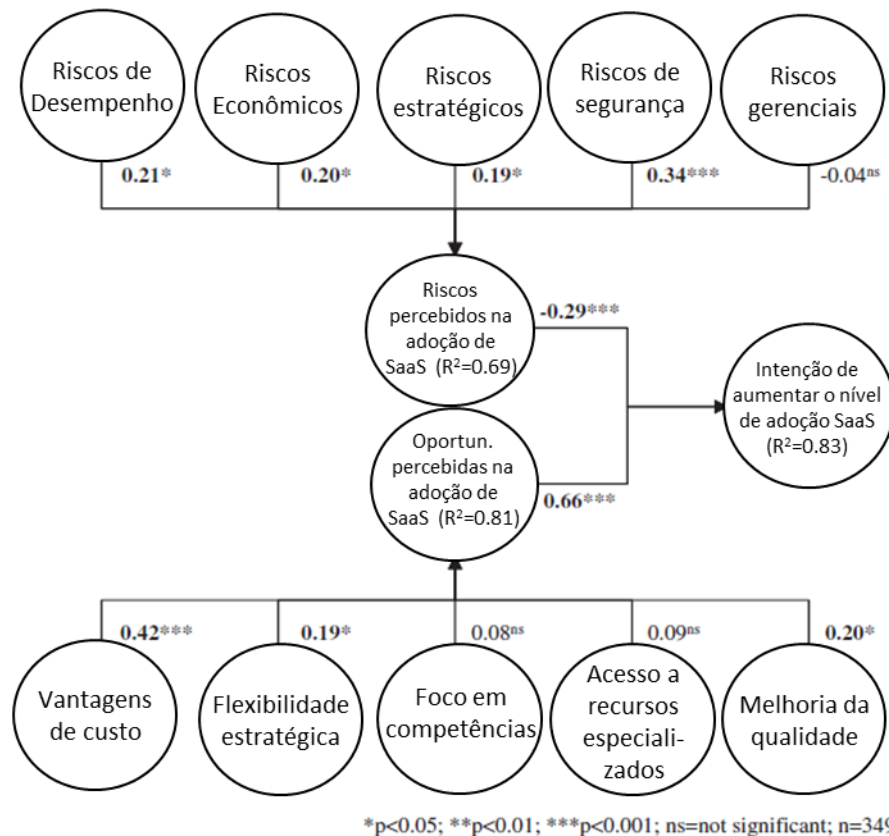 Riscos de
Desempenho
Riscos
Econômicos
Riscos
estratégicos
Riscos de
segurança
Riscos
gerenciais
0.21*
0.20*
0.19*
0.34***
-0.04ns
Riscos
percebidos na
adoção de
SaaS (R²=0.69)
-0.29***
Intenção de
aumentar o nível
de adoção SaaS
(R²=0.83)
Oportun.
percebidas na
adoção de
SaaS (R²=0.81)
0.66***
0.42***
0.19*
0.08ns
0.09ns
0.20*
Vantagens
de custo
Flexibilidade
estratégica
Foco em
competências
Acesso a
recursos
especiali-
zados
Melhoria da
qualidade
*p<0.05; **p<0.01; ***p<0.001; ns=not significant; n=349